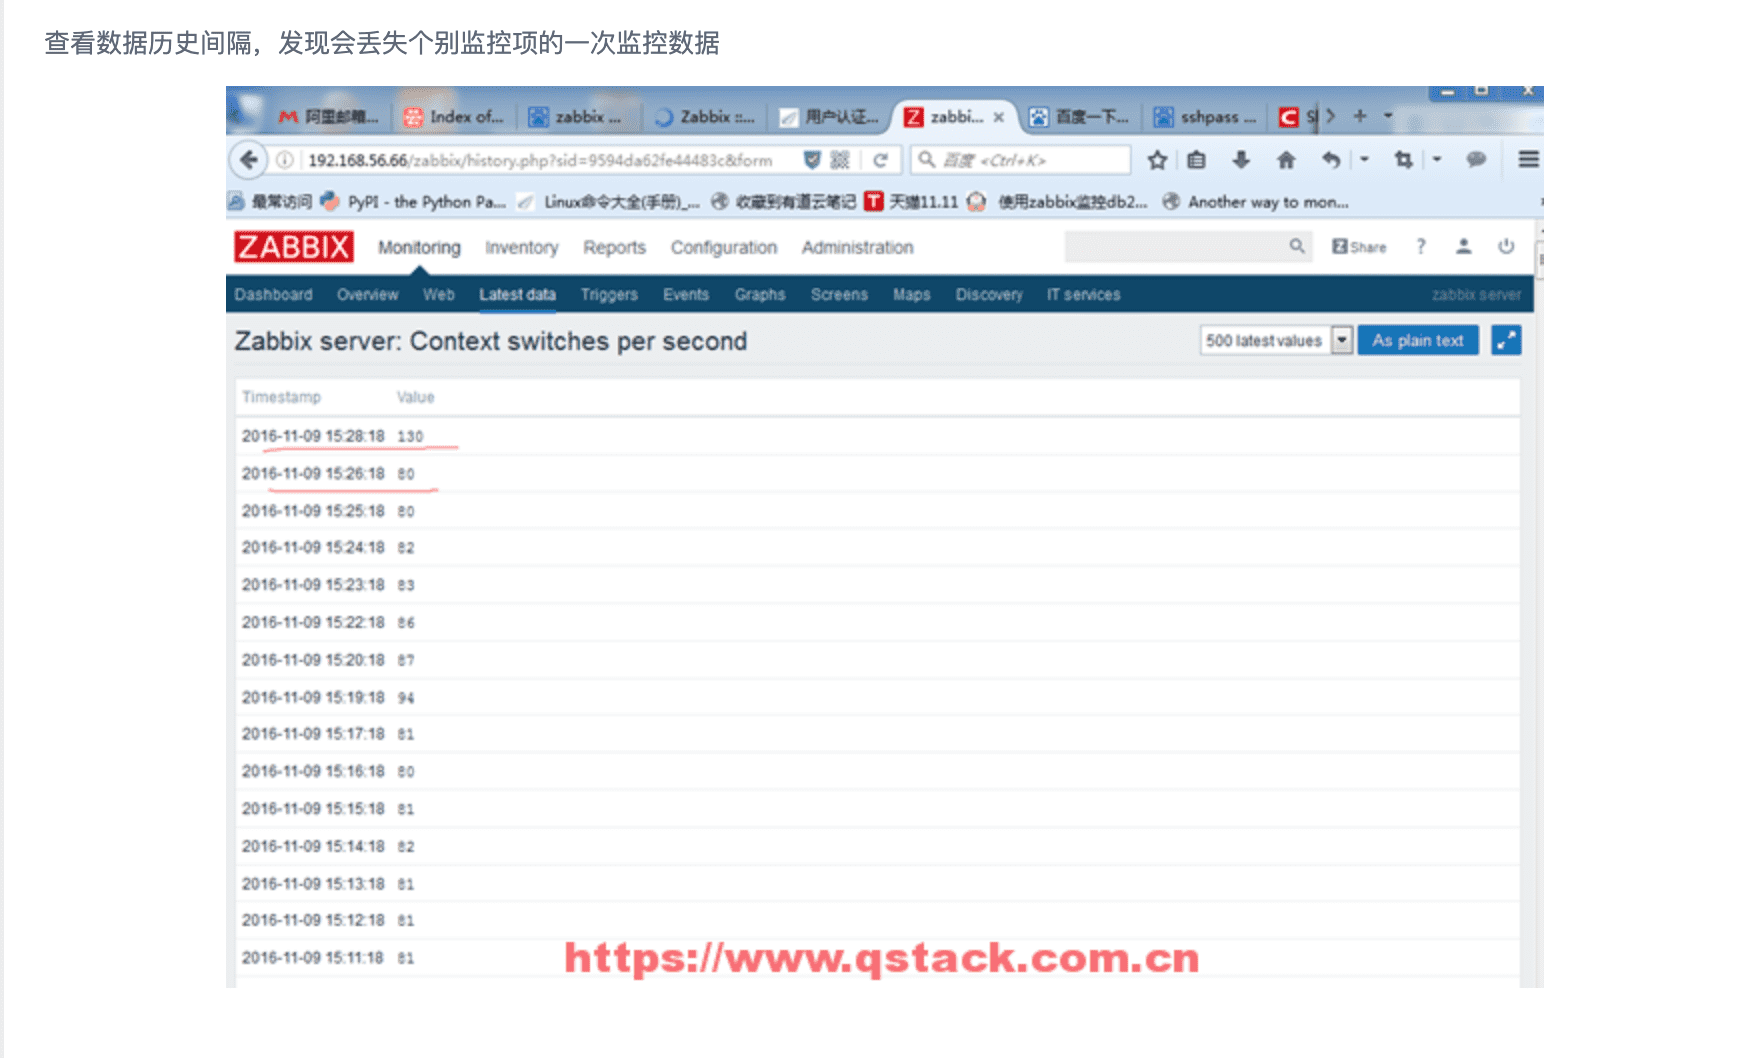 查看数据历史间隔，发现会丢失个别监控项的一次监控数据
阿里邮箱... Index of... zabbix ... Zabbix ::... 用户认证... zabbi... × 百度一下... sshpass ...
192.168.56.66/zabbix/history.php?sid=9594da62fe44483c&form 百度 <Ctrl+K>
最常访问 PyPI - the Python Pa... Linux命令大全(手册)_... 收藏到有道云笔记 天猫11.11 使用zabbix监控db2... Another way to mon...
ZABBIX Monitoring Inventory Reports Configuration Administration Z Share ?
Dashboard Overview Web Latest data Triggers Events Graphs Screens Maps Discovery IT services zabbix server
Zabbix server: Context switches per second 500 latest values As plain text
Timestamp Value
2016-11-09 15:28:18 130
2016-11-09 15:26:18 80
2016-11-09 15:25:18 80
2016-11-09 15:24:18 82
2016-11-09 15:23:18 83
2016-11-09 15:22:18 86
2016-11-09 15:20:18 87
2016-11-09 15:19:18 94
2016-11-09 15:17:18 81
2016-11-09 15:16:18 80
2016-11-09 15:15:18 81
2016-11-09 15:14:18 82
2016-11-09 15:13:18 81
2016-11-09 15:12:18 81
2016-11-09 15:11:18 81
https://www.qstack.com.cn